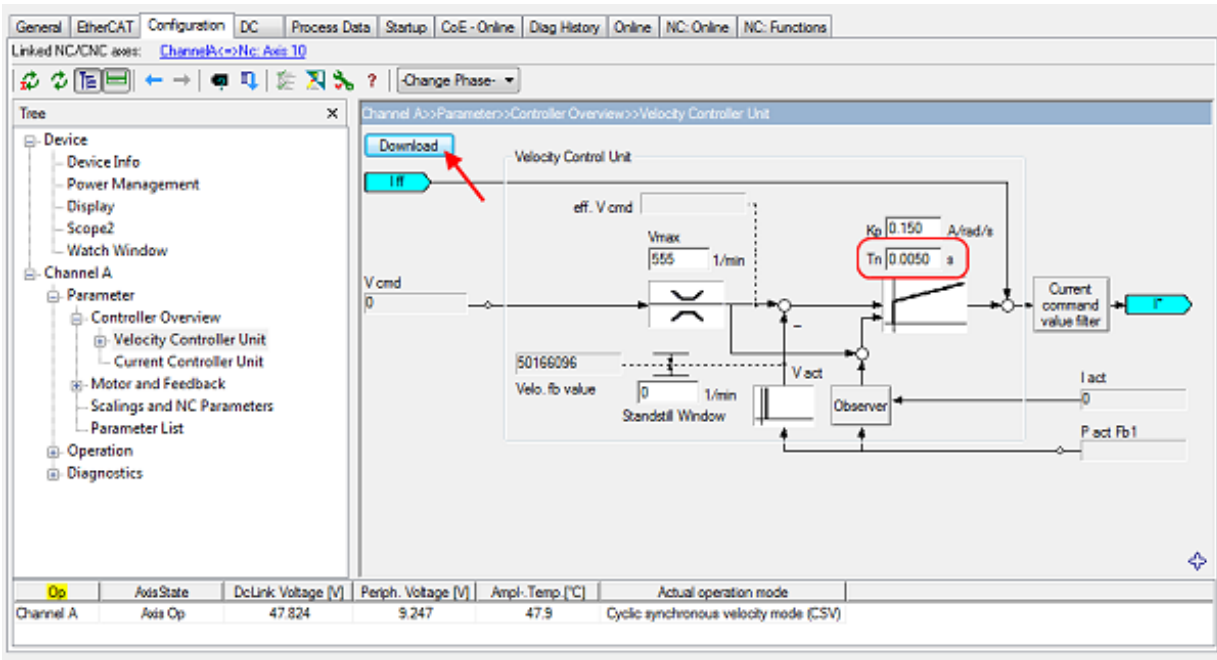 General EtherCAT Configuration DC Process Data Startup CoE - Online Diag History Online NC: Online NC: Functions
Linked NC/CNC axes: ChannelA<=>Nc: Axis 10
? -Change Phase-
Tree x
Channel A>>Parameter>>Controller Overview>>Velocity Controller Unit
Device
Device Info
Power Management
Display
Scope2
Watch Window
Channel A
Parameter
Controller Overview
Velocity Controller Unit
Current Controller Unit
Motor and Feedback
Scalings and NC Parameters
Parameter List
Operation
Diagnostics
Download
Velocity Control Unit
I ff
eff. V cmd
Vmax
555 1/min
Kp 0.150 A/rad/s
Tn 0.0050 s
V cmd
0
Current
command
value filter
I*
50166096
Velo. fb value
0 1/min
Standstill Window
V act
Observer
I act
0
P act Fb1
Op AxisState DcLink Voltage [V] Periph. Voltage [V] Ampl-.Temp.[°C] Actual operation mode
Channel A Axis Op 47.824 9.247 47.9 Cyclic synchronous velocity mode (CSV)